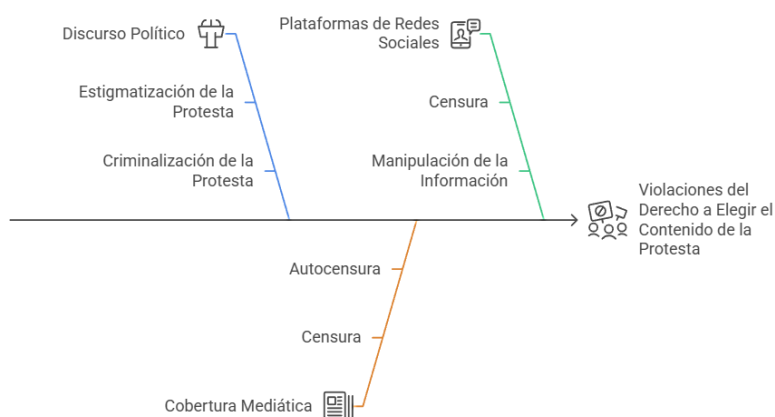 Discurso Político
Estigmatización de la
Protesta
Criminalización de la
Protesta
Plataformas de Redes
Sociales
Censura
Manipulación de la
Información
Autocensura
Censura
Cobertura Mediática
Violaciones del
Derecho a Elegir el
Contenido de la
Protesta